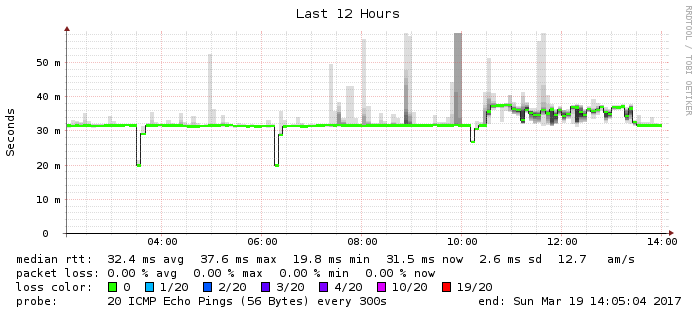 Last 12 Hours
RRDTOOL / TOBI OETIKER
Seconds
50 m
40 m
30 m
20 m
10 m
0
04:00 06:00 08:00 10:00 12:00 14:00
median rtt: 32.4 ms avg 37.6 ms max 19.8 ms min 31.5 ms now 2.6 ms sd 12.7 am/s
packet loss: 0.00 % avg 0.00 % max 0.00 % min 0.00 % now
loss color: 0 1/20 2/20 3/20 4/20 10/20 19/20
probe: 20 ICMP Echo Pings (56 Bytes) every 300s end: Sun Mar 19 14:05:04 2017